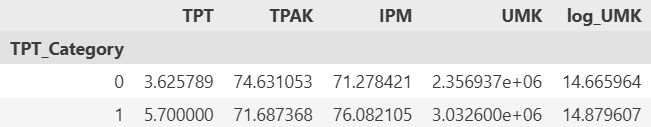 TPT TPAK IPM UMK log_UMK
TPT_Category
0 3.625789 74.631053 71.278421 2.356937e+06 14.665964
1 5.700000 71.687368 76.082105 3.032600e+06 14.879607